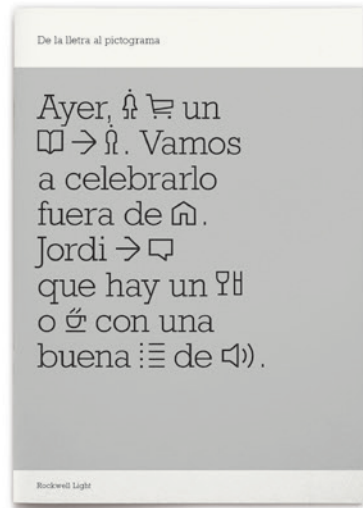 De la lletra al pictograma
Ayer, un
. Vamos
a celebrarlo
fuera de .
Jordi
que hay un
o con una
buena de .
Rockwell Light